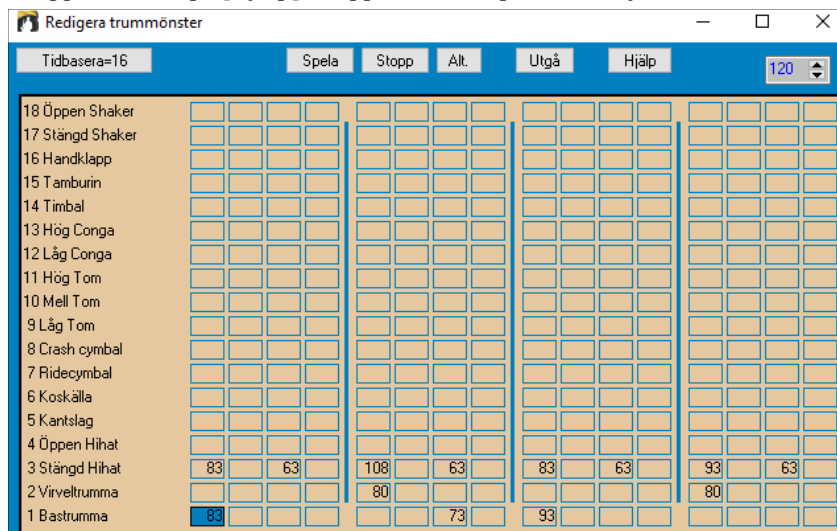 Redigera trummönster
Tidbasera=16 Spela Stopp Alt. Utgå Hjälp 120
18 Öppen Shaker
17 Stängd Shaker
16 Handklapp
15 Tamburin
14 Timbal
13 Hög Conga
12 Låg Conga
11 Hög Tom
10 Mell Tom
9 Låg Tom
8 Crash cymbal
7 Ridecymbal
6 Koskälla
5 Kantslag
4 Öppen Hihat
3 Stängd Hihat 83 63 108 63 83 63 93 63
2 Virveltrumma 80 80
1 Bastrumma 83 73 93